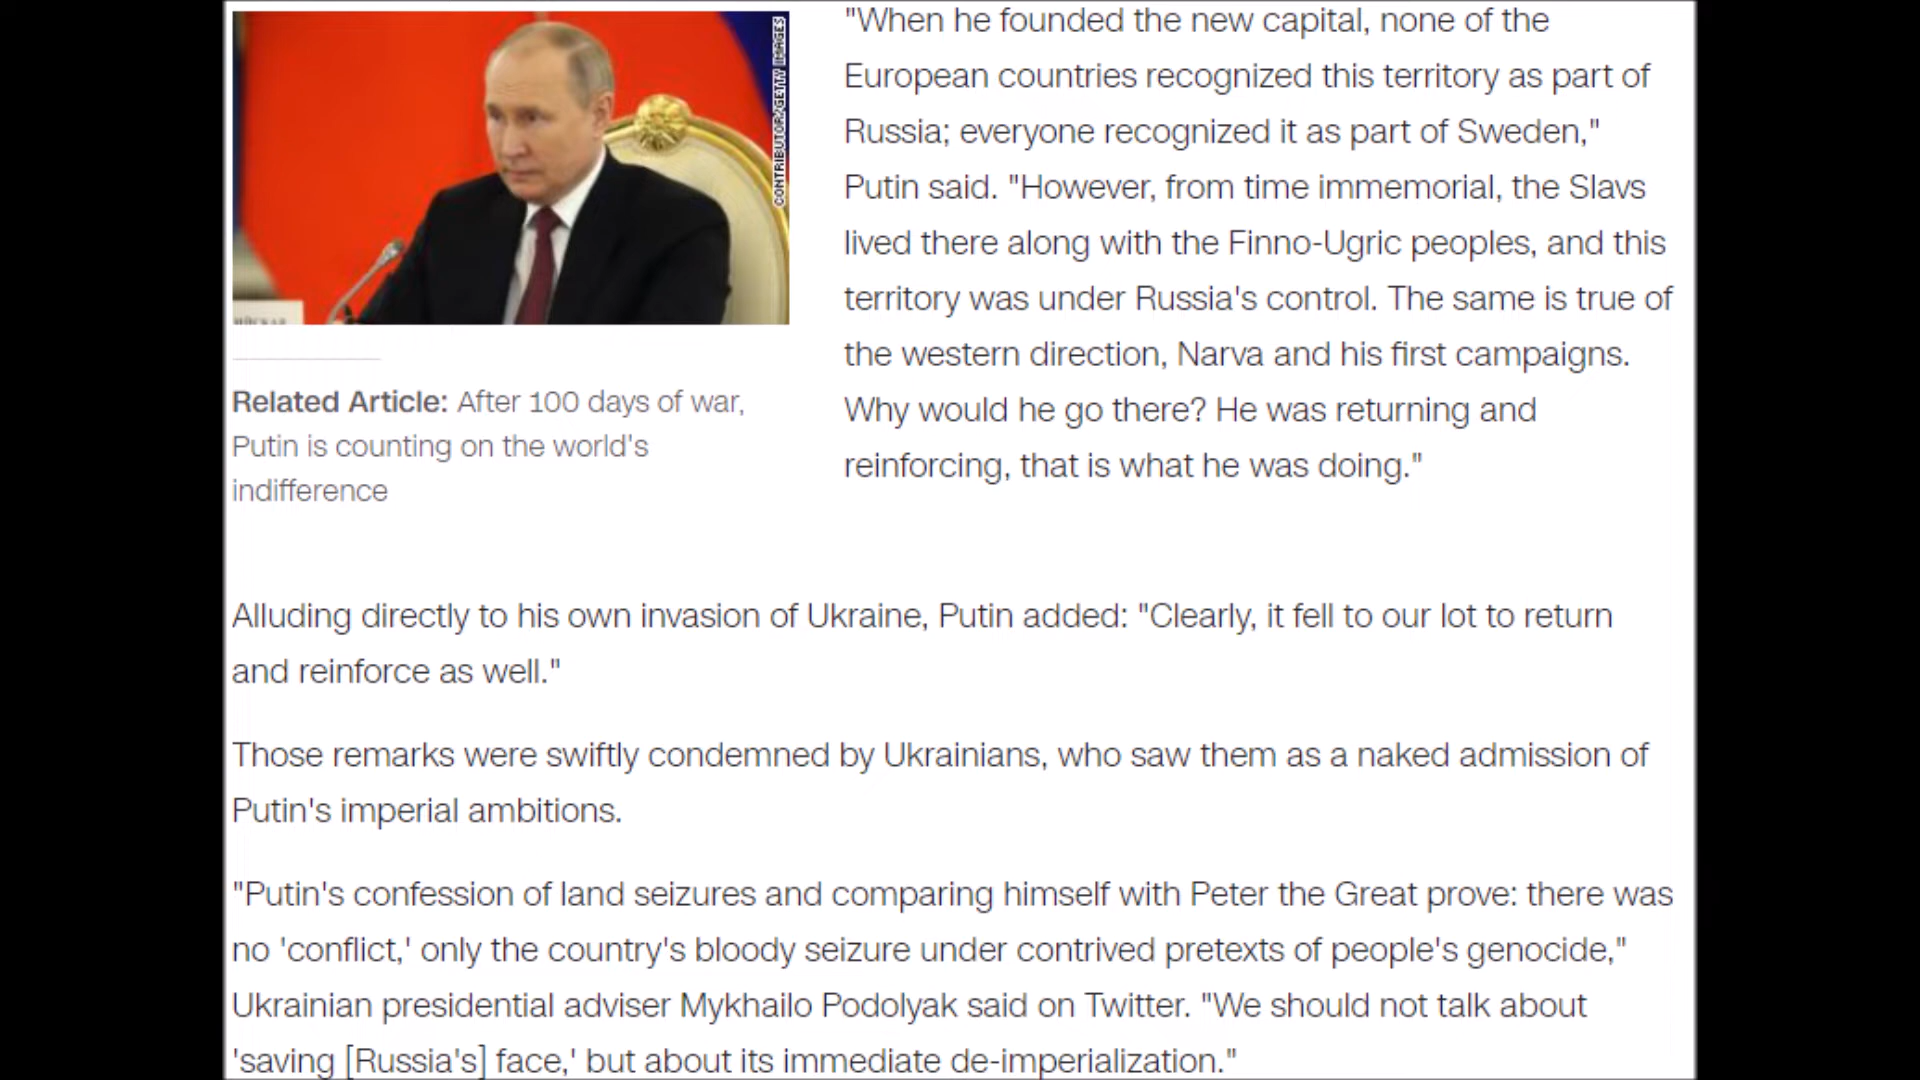 CONTRIBUTOR/GETTY IMAGES
Related Article: After 100 days of war,
Putin is counting on the world's
indifference
"When he founded the new capital, none of the
European countries recognized this territory as part of
Russia; everyone recognized it as part of Sweden,"
Putin said. "However, from time immemorial, the Slavs
lived there along with the Finno-Ugric peoples, and this
territory was under Russia's control. The same is true of
the western direction, Narva and his first campaigns.
Why would he go there? He was returning and
reinforcing, that is what he was doing."
Alluding directly to his own invasion of Ukraine, Putin added: "Clearly, it fell to our lot to return
and reinforce as well."
Those remarks were swiftly condemned by Ukrainians, who saw them as a naked admission of
Putin's imperial ambitions.
"Putin's confession of land seizures and comparing himself with Peter the Great prove: there was
no 'conflict,' only the country's bloody seizure under contrived pretexts of people's genocide,"
Ukrainian presidential adviser Mykhailo Podolyak said on Twitter. "We should not talk about
'saving [Russia's] face,' but about its immediate de-imperialization."